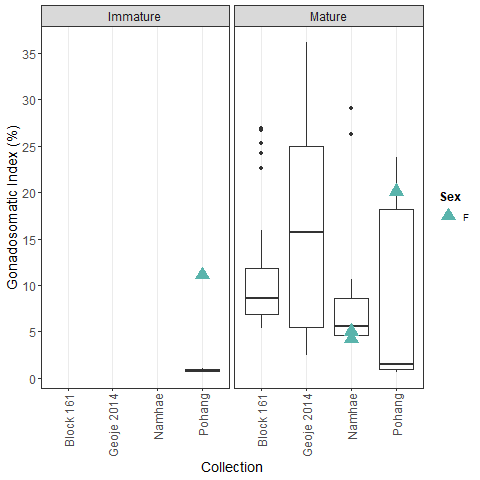 Immature
Mature
Gonadosomatic Index (%)
35
30
25
20
15
10
5
0
Block 161
Geoje 2014
Namhae
Pohang
Block 161
Geoje 2014
Namhae
Pohang
Collection
Sex
F